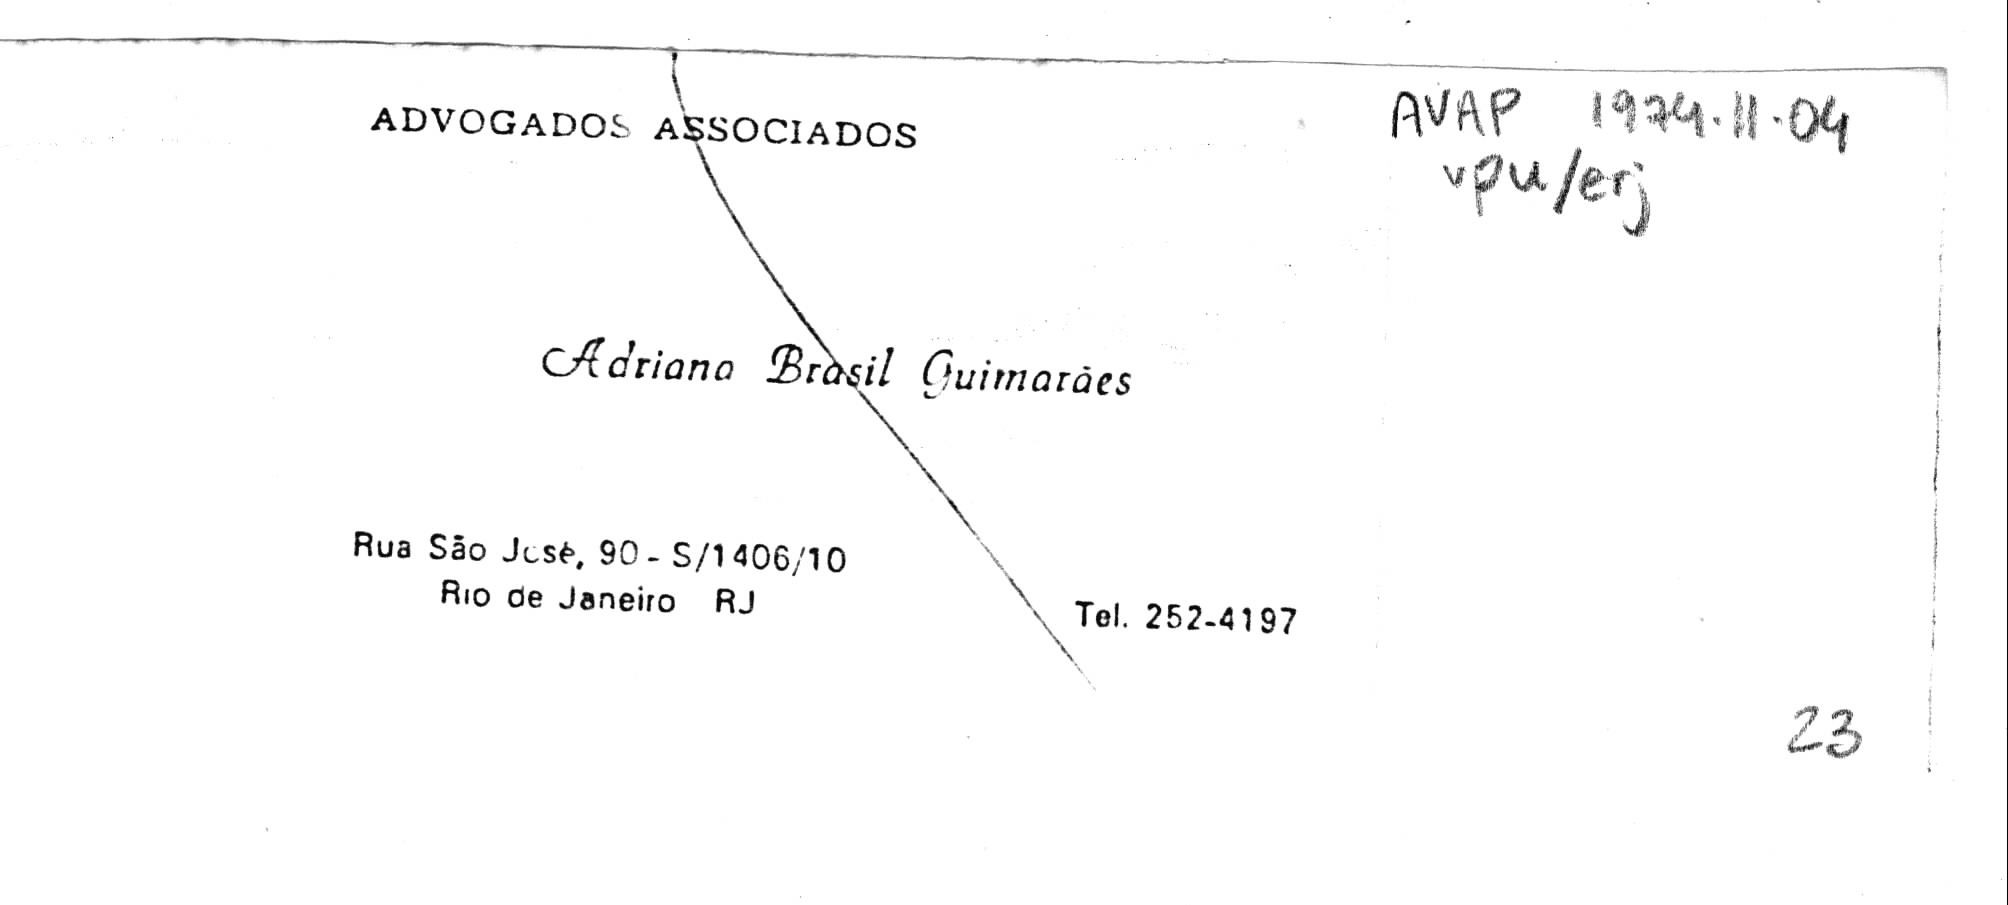 ADVOGADOS ASSOCIADOS
AVAP 1974.11.04
vpu/erj
Adriana Brasil Guimarães
Rua São José, 90 - S/1406/10
Rio de Janeiro RJ
Tel. 252-4197
23